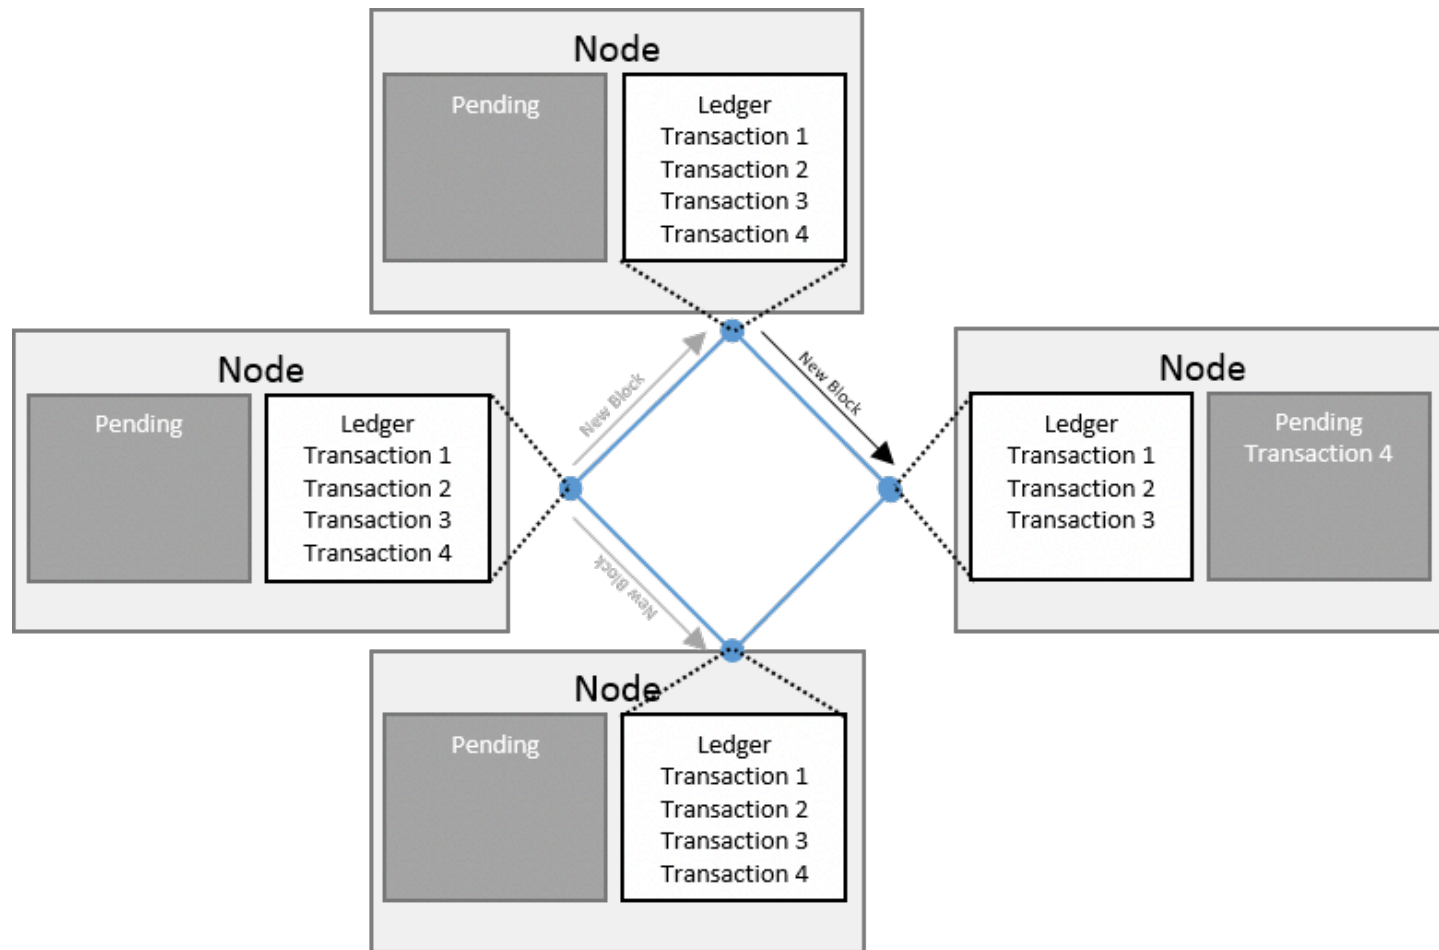 Node
Pending
Ledger
Transaction 1
Transaction 2
Transaction 3
Transaction 4
Node
Pending
Ledger
Transaction 1
Transaction 2
Transaction 3
Transaction 4
New Block
New Block
New Block
Node
Ledger
Transaction 1
Transaction 2
Transaction 3
Pending
Transaction 4
Node
Pending
Ledger
Transaction 1
Transaction 2
Transaction 3
Transaction 4